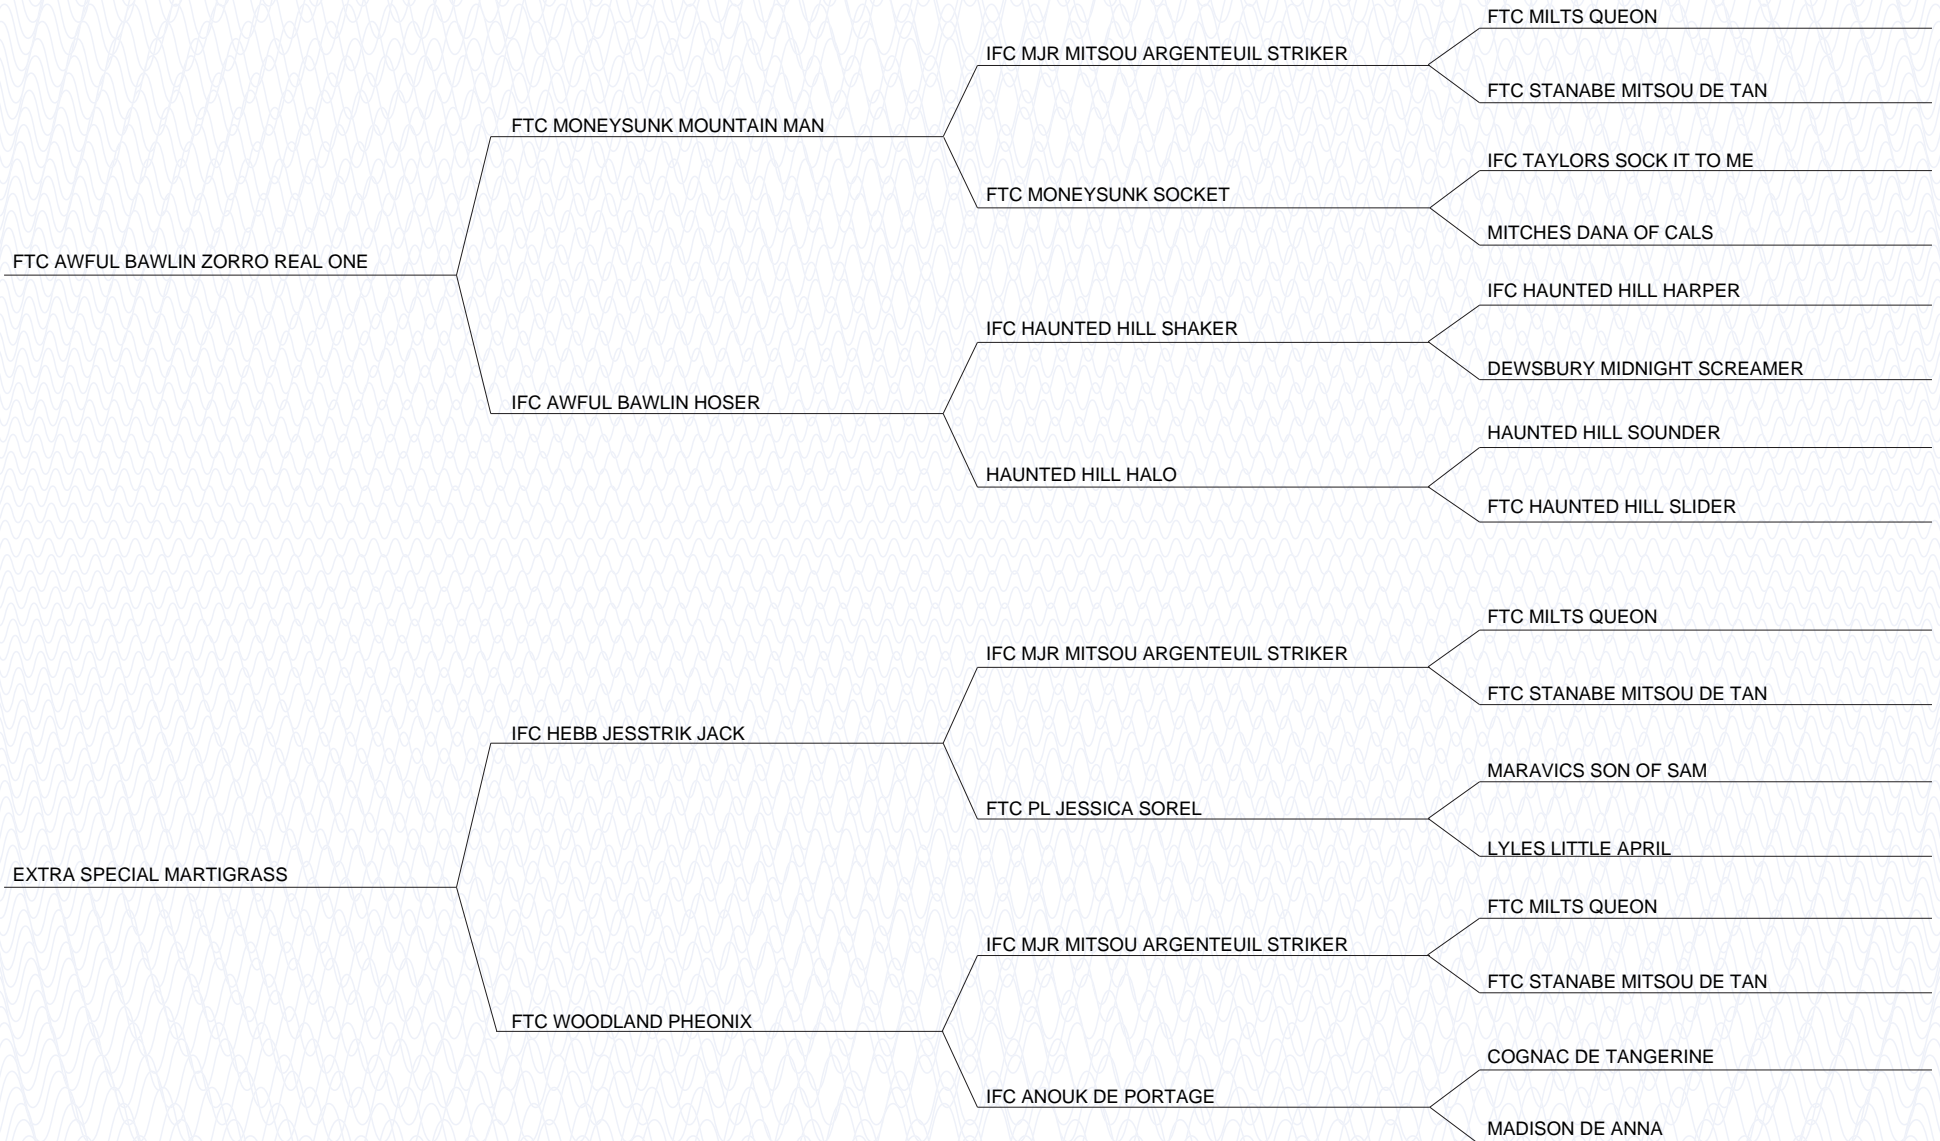 FTC MILTS QUEON
IFC MJR MITSOU ARGENTEUIL STRIKER
FTC STANABE MITSOU DE TAN
FTC MONEYSUNK MOUNTAIN MAN
IFC TAYLORS SOCK IT TO ME
FTC MONEYSUNK SOCKET
MITCHES DANA OF CALS
FTC AWFUL BAWLIN ZORRO REAL ONE
IFC HAUNTED HILL HARPER
IFC HAUNTED HILL SHAKER
DEWSBURY MIDNIGHT SCREAMER
IFC AWFUL BAWLIN HOSER
HAUNTED HILL SOUNDER
HAUNTED HILL HALO
FTC HAUNTED HILL SLIDER
FTC MILTS QUEON
IFC MJR MITSOU ARGENTEUIL STRIKER
FTC STANABE MITSOU DE TAN
IFC HEBB JESSTRIK JACK
MARAVICS SON OF SAM
FTC PL JESSICA SOREL
LYLES LITTLE APRIL
EXTRA SPECIAL MARTIGRASS
FTC MILTS QUEON
IFC MJR MITSOU ARGENTEUIL STRIKER
FTC STANABE MITSOU DE TAN
FTC WOODLAND PHEONIX
COGNAC DE TANGERINE
IFC ANOUK DE PORTAGE
MADISON DE ANNA